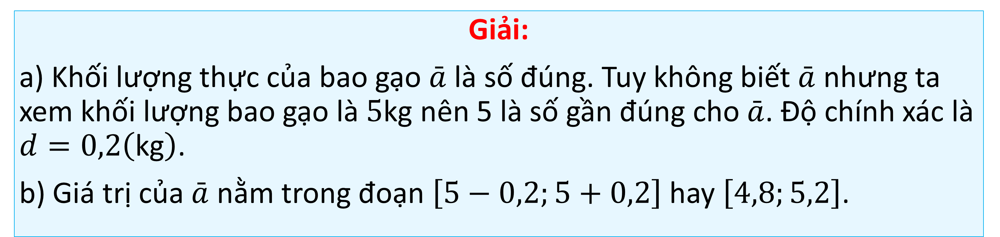 Giải:
a) Khối lượng thực của bao gạo $\bar{a}$ là số đúng. Tuy không biết $\bar{a}$ nhưng ta
xem khối lượng bao gạo là 5kg nên 5 là số gần đúng cho $\bar{a}$. Độ chính xác là
$d = 0,2$(kg).
b) Giá trị của $\bar{a}$ nằm trong đoạn $[5 - 0,2; 5 + 0,2]$ hay $[4,8; 5,2]$.